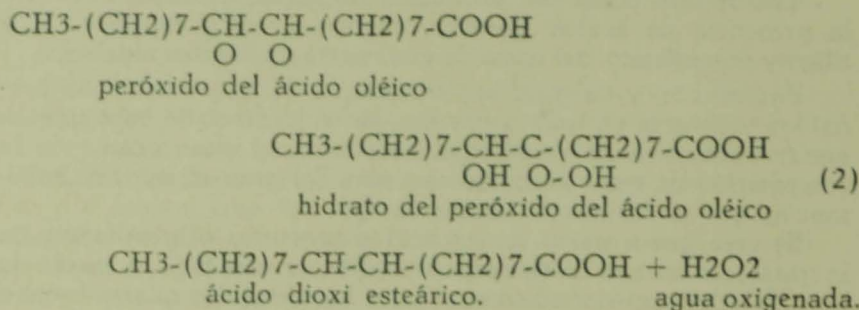 CH3-(CH2)7-CH-CH-(CH2)7-COOH
O O
peróxido del ácido oléico
CH3-(CH2)7-CH-C-(CH2)7-COOH
OH O-OH (2)
hidrato del peróxido del ácido oléico
CH3-(CH2)7-CH-CH-(CH2)7-COOH + H2O2
ácido dioxi esteárico. agua oxigenada.